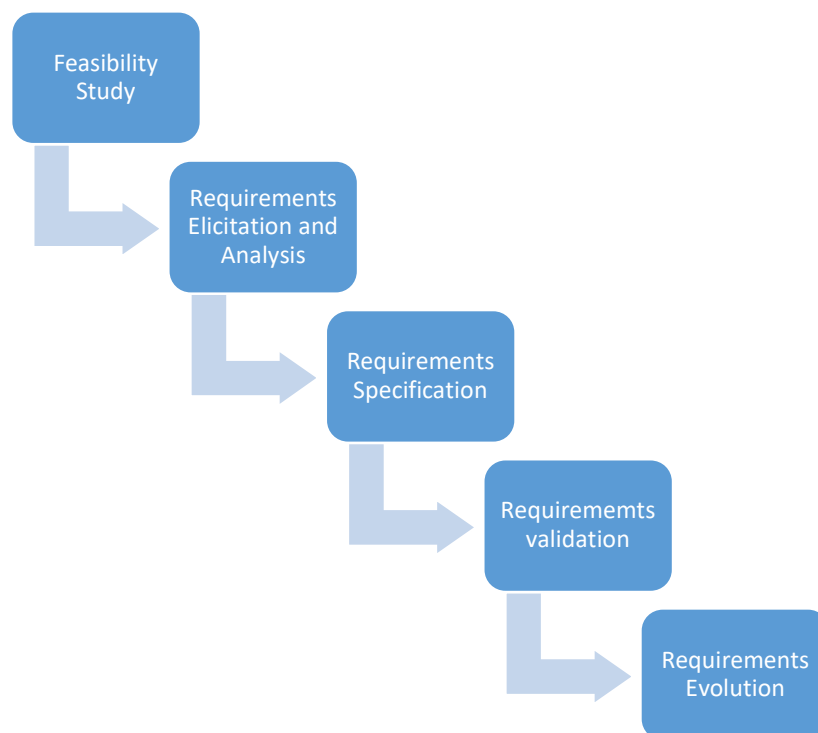 Feasibility
Study
Requirements
Elicitation and
Analysis
Requirements
Specification
Requirememts
validation
Requirements
Evolution